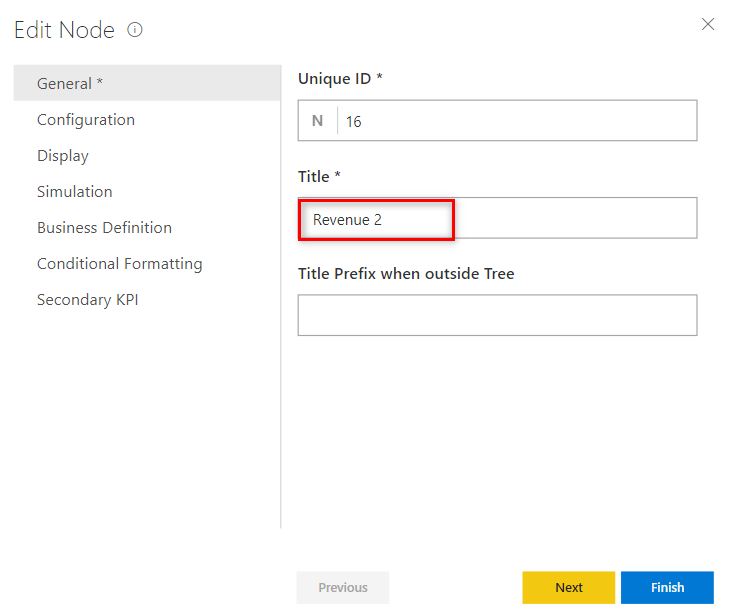 Edit Node
General *
Configuration
Display
Simulation
Business Definition
Conditional Formatting
Secondary KPI
Unique ID *
N 16
Title *
Revenue 2
Title Prefix when outside Tree
Previous
Next
Finish